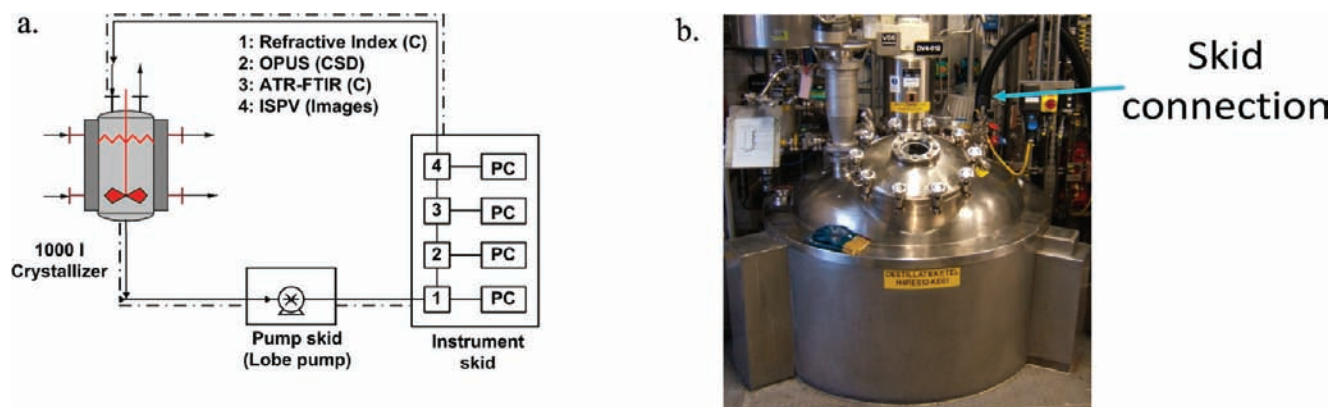 a.
1: Refractive Index (C)
2: OPUS (CSD)
3: ATR-FTIR (C)
4: ISPV (Images)
4 PC
3 PC
2 PC
1 PC
1000 l
Crystallizer
Pump skid
(Lobe pump)
Instrument
skid
b.
Skid
connection
DESTILLATEKETEL